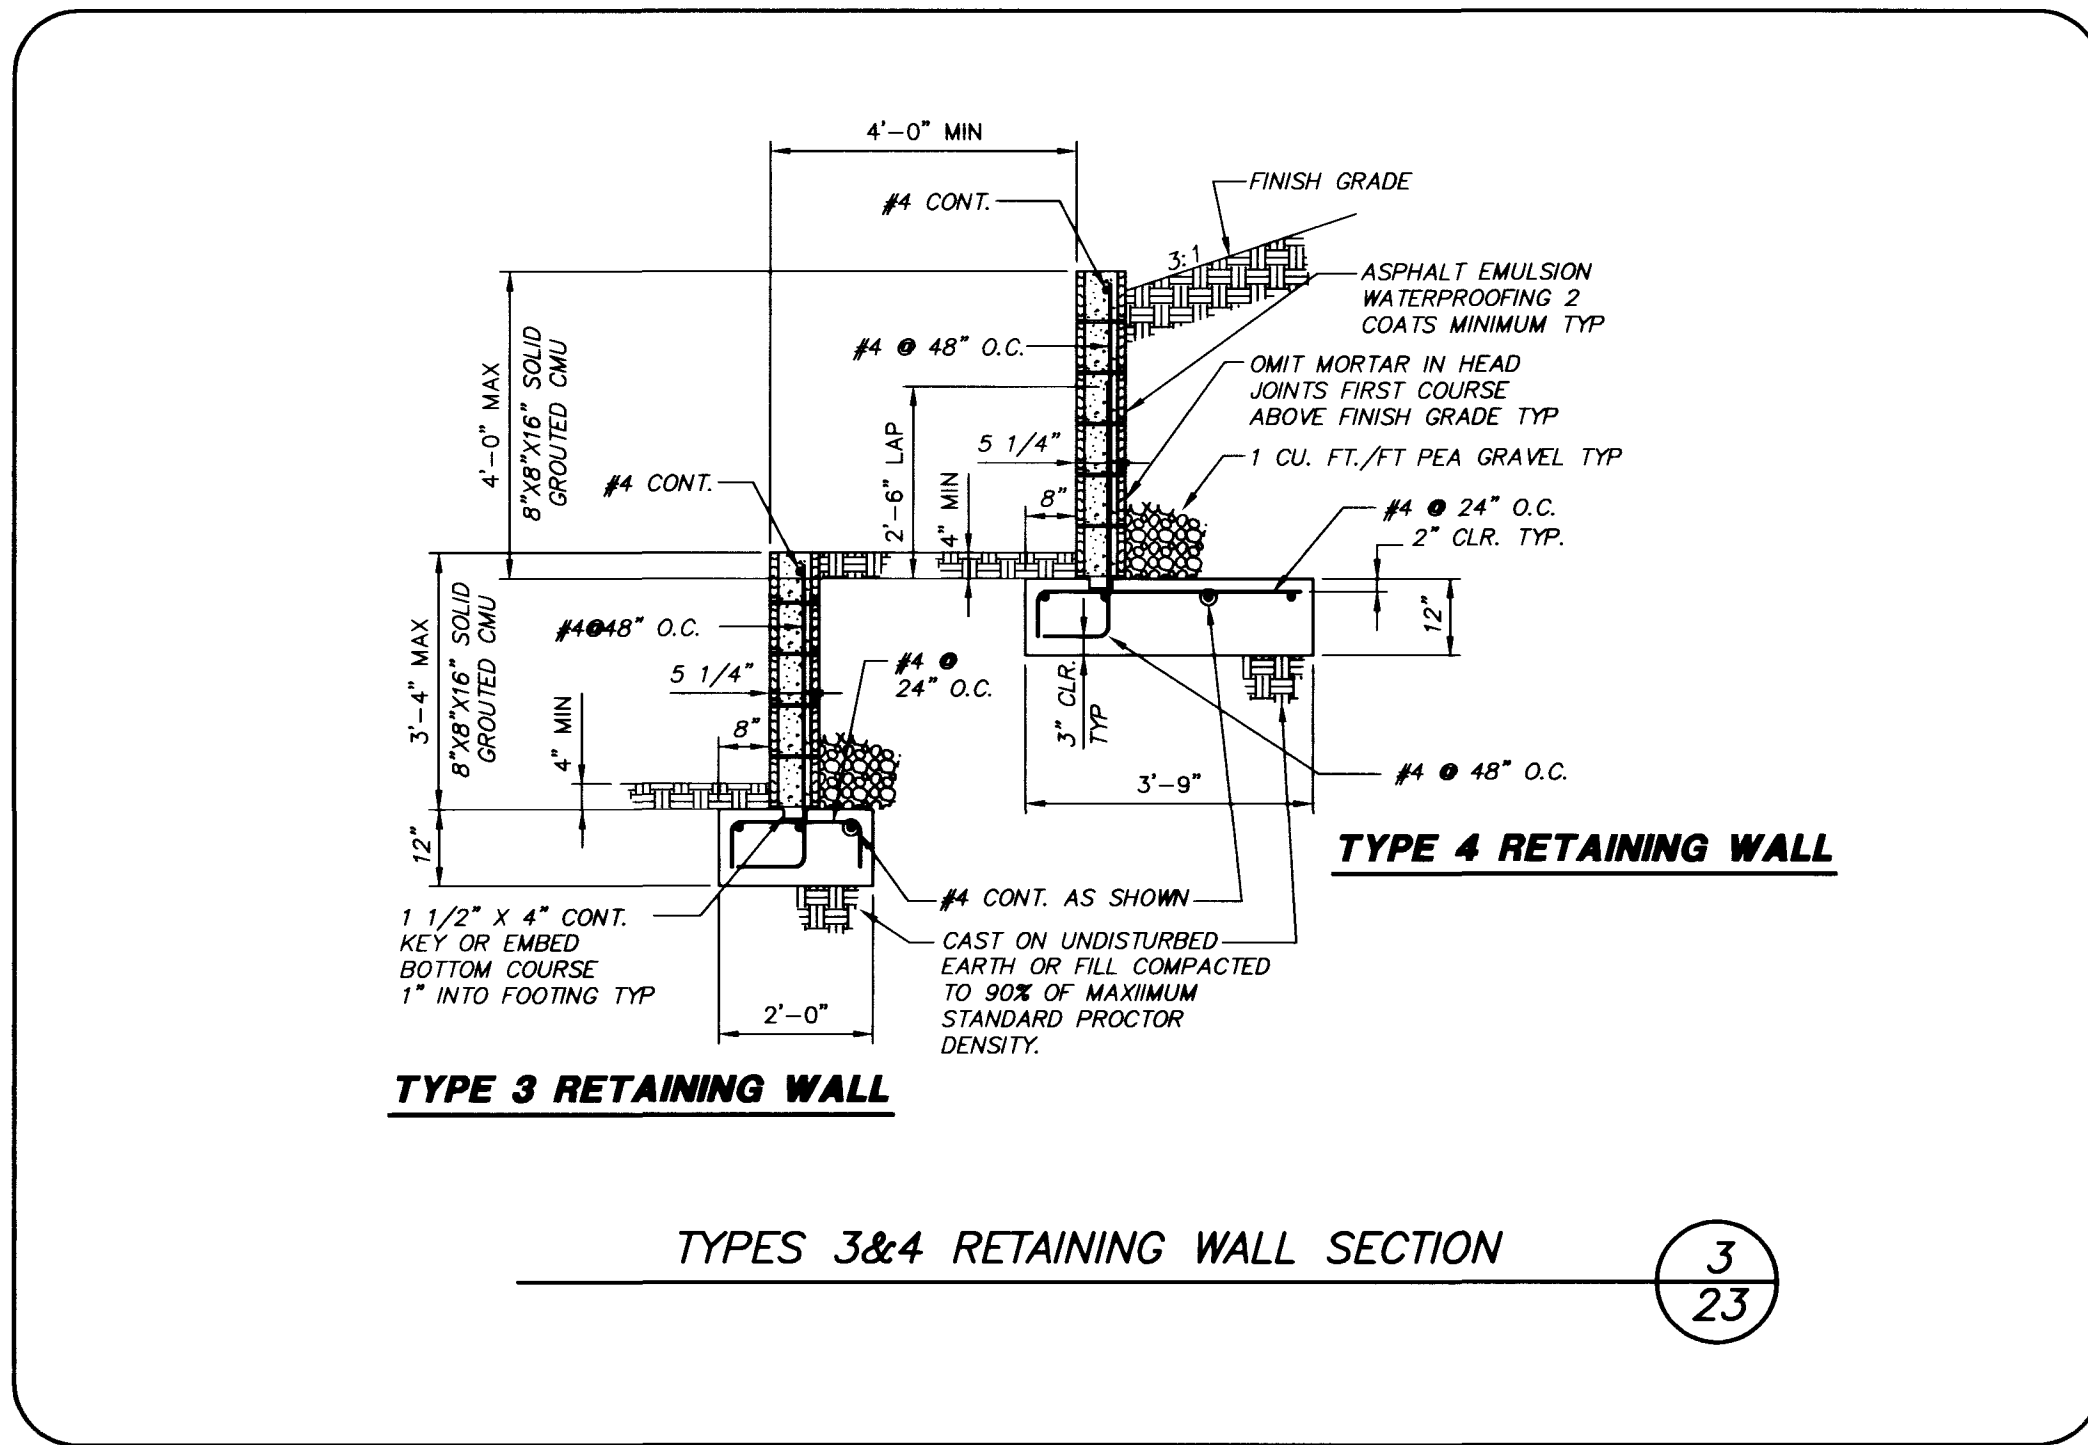 4'-0" MIN
#4 CONT.
FINISH GRADE
3:1
ASPHALT EMULSION
WATERPROOFING 2
COATS MINIMUM TYP
4'-0" MAX
8"X8"X16" SOLID
GROUTED CMU
#4 @ 48" O.C.
OMIT MORTAR IN HEAD
JOINTS FIRST COURSE
ABOVE FINISH GRADE TYP
2'-6" LAP
5 1/4"
1 CU. FT./FT PEA GRAVEL TYP
#4 CONT.
4" MIN
8"
#4 @ 24" O.C.
2" CLR. TYP.
3'-4" MAX
8"X8"X16" SOLID
GROUTED CMU
#4@48" O.C.
12"
5 1/4"
#4 @
24" O.C.
3" CLR.
TYP
4" MIN
8"
#4 @ 48" O.C.
3'-9"
12"
TYPE 4 RETAINING WALL
#4 CONT. AS SHOWN
1 1/2" X 4" CONT.
KEY OR EMBED
BOTTOM COURSE
1" INTO FOOTING TYP
CAST ON UNDISTURBED
EARTH OR FILL COMPACTED
TO 90% OF MAXIIMUM
STANDARD PROCTOR
DENSITY.
2'-0"
TYPE 3 RETAINING WALL
TYPES 3&4 RETAINING WALL SECTION
3
23